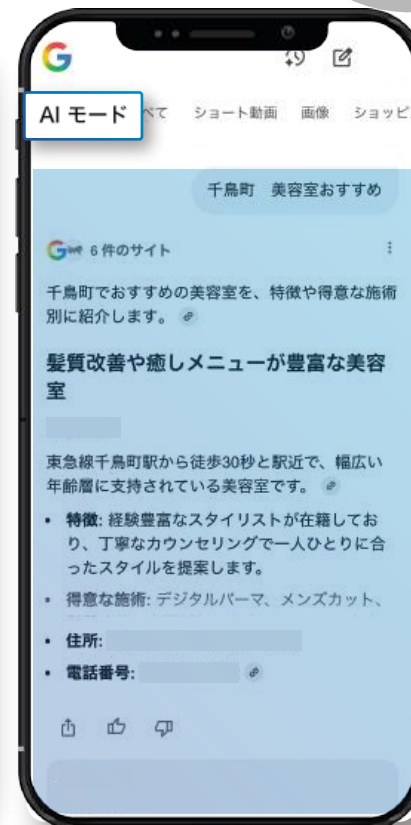 AI モード
べて ショート動画 画像 ショッピ
千鳥町 美容室おすすめ
6 件のサイト
千鳥町でおすすめの美容室を、特徴や得意な施術
別に紹介します。
髪質改善や癒しメニューが豊富な美容
室
東急線千鳥町駅から徒歩30秒と駅近で、幅広い
年齢層に支持されている美容室です。
• 特徴: 経験豊富なスタイリストが在籍してお
り、丁寧なカウンセリングで一人ひとりに合
ったスタイルを提案します。
• 得意な施術: デジタルパーマ、メンズカット、
• 住所:
• 電話番号: